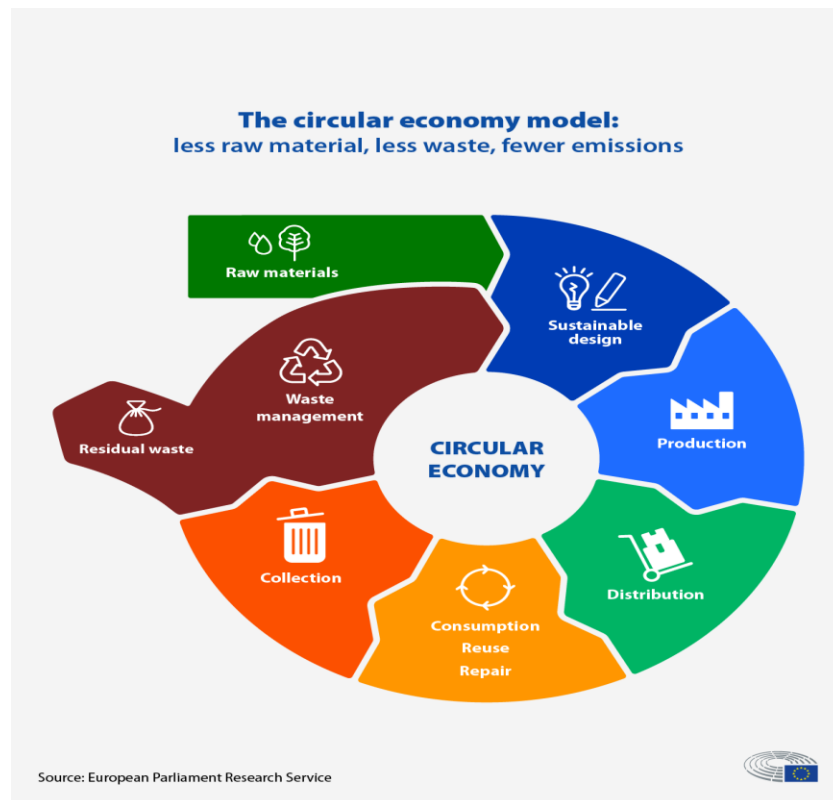 The circular economy model:
less raw material, less waste, fewer emissions
Raw materials
Sustainable
design
Production
Distribution
Consumption
Reuse
Repair
Collection
Waste
management
Residual waste
CIRCULAR
ECONOMY
Source: European Parliament Research Service